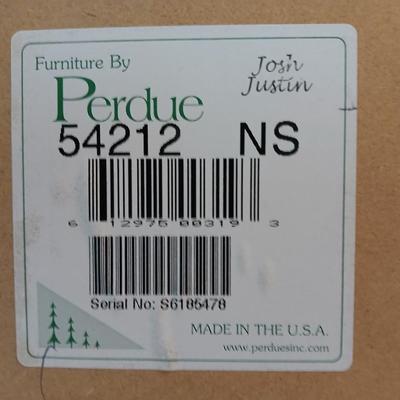 Furniture By
Perdue
Josh
Justin
54212 NS
6 12975 00319 3
Serial No: S6185478
MADE IN THE U.S.A.
www.perduesinc.com